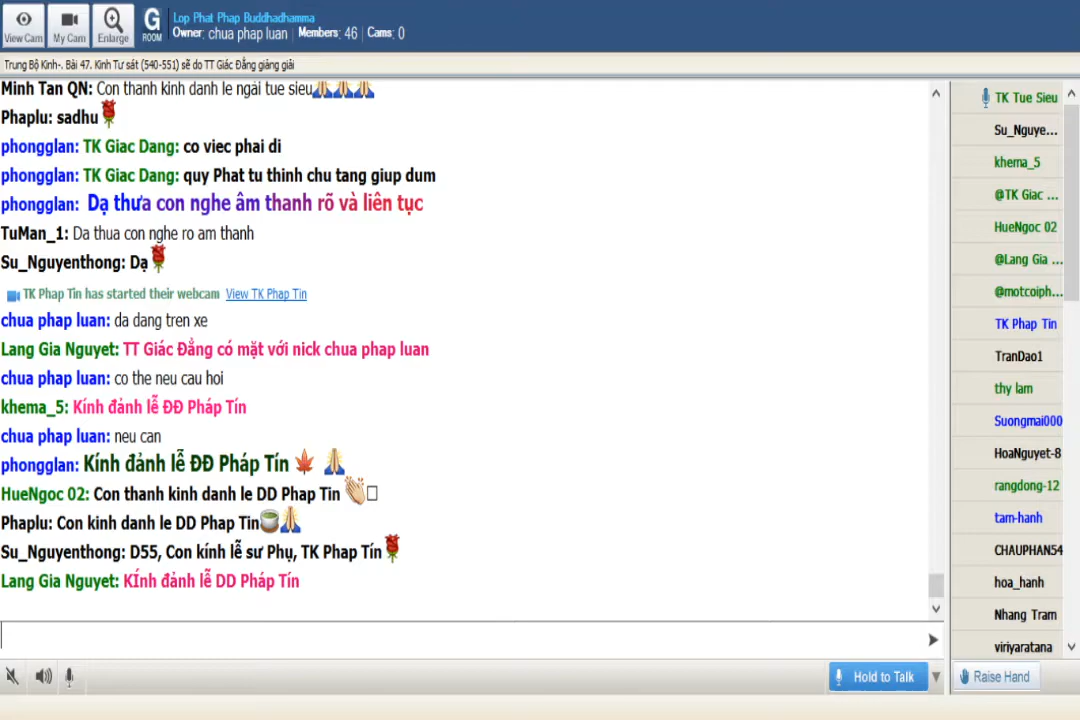 View Cam
My Cam
Enlarge
G
ROOM
Lop Phat Phap Buddhadhamma
Owner: chua phap luan | Members: 46 | Cams: 0
Trung Bộ Kinh-. Bài 47. Kinh Tư sát (540-551) sẽ do TT Giác Đẳng giảng giải
Minh Tan QN: Con thanh kinh danh le ngài tue sieu
Phaplu: sadhu
phongglan: TK Giac Dang: co viec phai di
phongglan: TK Giac Dang: quy Phat tu thinh chu tang giup dum
phongglan: Dạ thưa con nghe âm thanh rõ và liên tục
TuMan_1: Da thua con nghe ro am thanh
Su_Nguyenthong: Dạ
TK Phap Tin has started their webcam View TK Phap Tin
chua phap luan: da dang tren xe
Lang Gia Nguyet: TT Giác Đẳng có mặt với nick chua phap luan
chua phap luan: co the neu cau hoi
khema_5: Kính đảnh lễ ĐĐ Pháp Tín
chua phap luan: neu can
phongglan: Kính đảnh lễ ĐĐ Pháp Tín
HueNgoc 02: Con thanh kinh danh le DD Phap Tin
Phaplu: Con kinh danh le DD Phap Tin
Su_Nguyenthong: D55, Con kính lễ sư Phụ, TK Phap Tín
Lang Gia Nguyet: KÍnh đảnh lễ DD Pháp Tín
Hold to Talk
TK Tue Sieu
Su_Nguye...
khema_5
@TK Giac ...
HueNgoc 02
@Lang Gia ...
@motcoiph...
TK Phap Tin
TranDao1
thy lam
Suongmai000
HoaNguyet-8
rangdong-12
tam-hanh
CHAUPHAN54
hoa_hanh
Nhang Tram
viriyaratana
Raise Hand